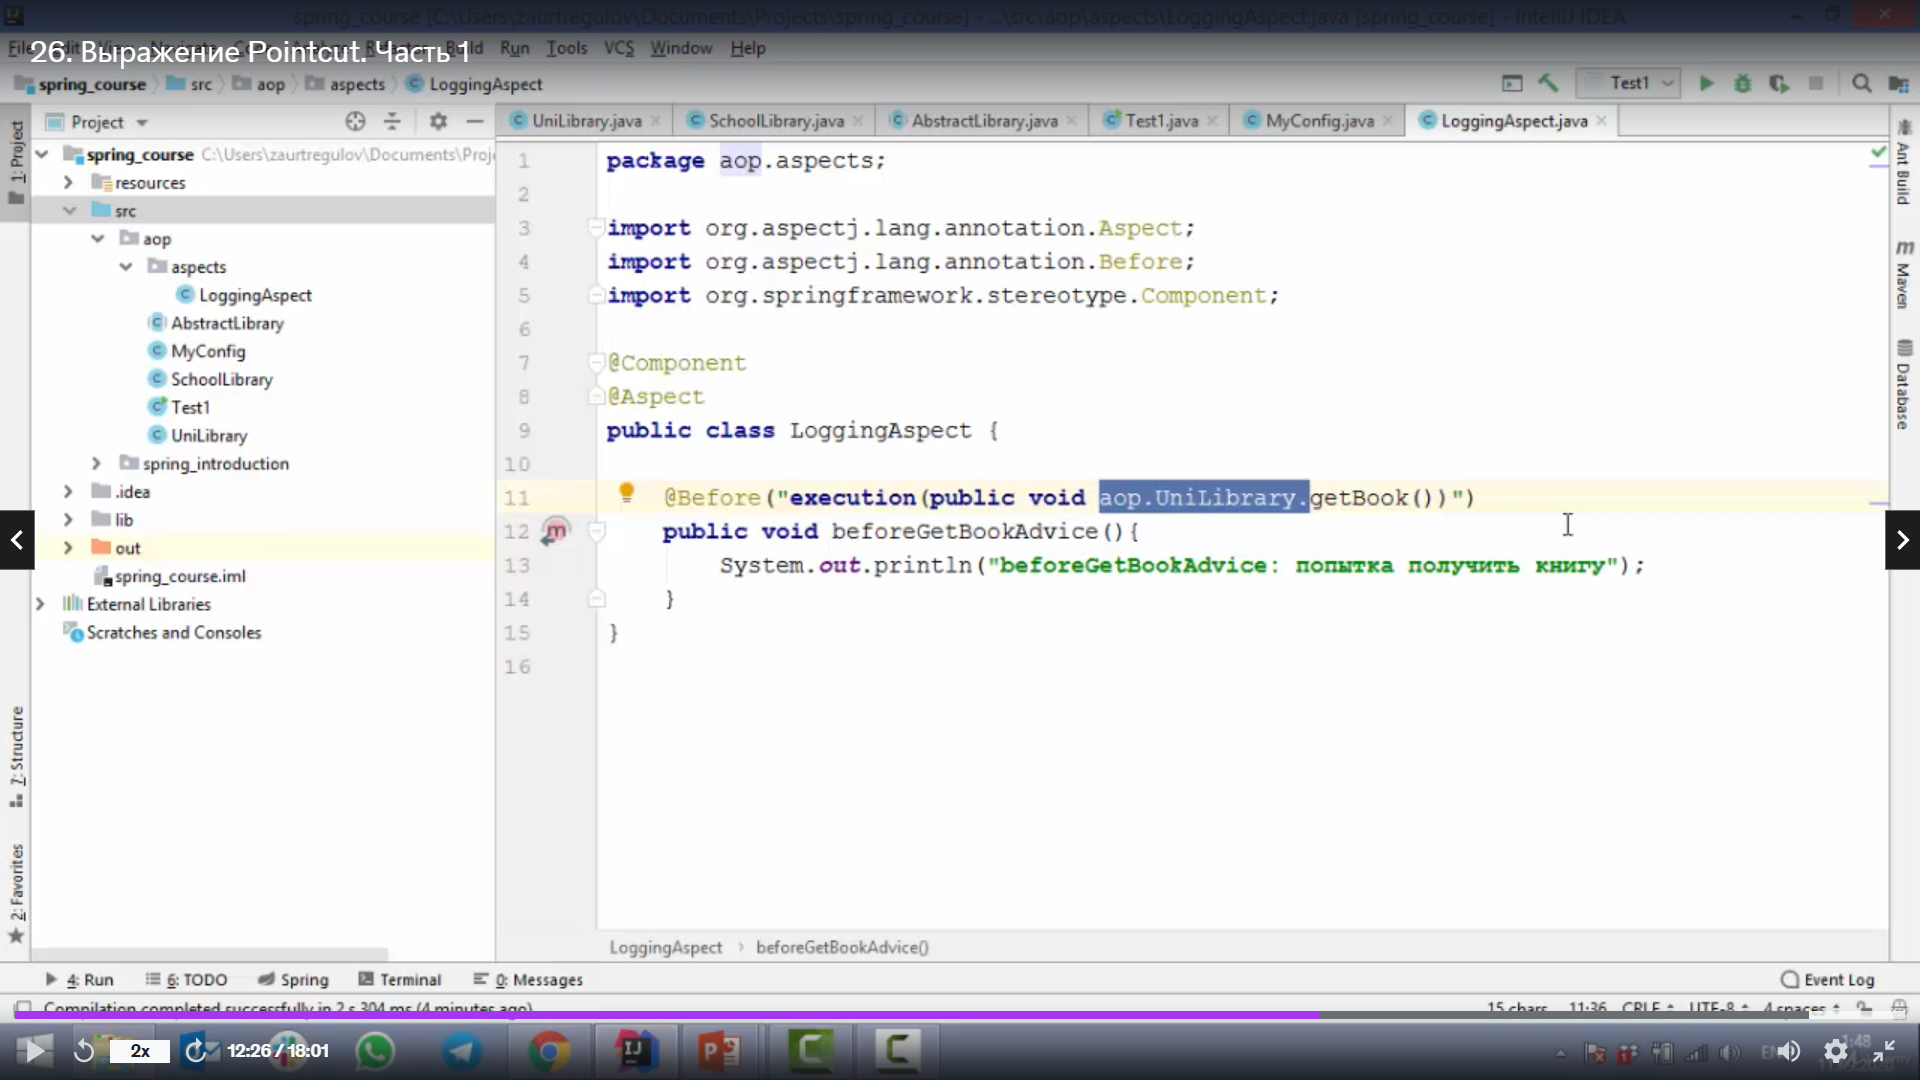 spring_course [C:\Users\zaurtregulov\Documents\Projects\spring_course] - ...\src\aop\aspects\LoggingAspect.java [spring_course] - IntelliJ IDEA
26. Выражение Pointcut. Часть 1
File Run Tools VCS Window Help
spring_course src aop aspects LoggingAspect
Test1
Project
UniLibrary.java SchoolLibrary.java AbstractLibrary.java Test1.java MyConfig.java LoggingAspect.java
spring_course C:\Users\zaurtregulov\Documents\Proj
resources
src
aop
aspects
LoggingAspect
AbstractLibrary
MyConfig
SchoolLibrary
Test1
UniLibrary
spring_introduction
.idea
lib
out
spring_course.iml
External Libraries
Scratches and Consoles
1: Project
7: Structure
2: Favorites
1 package aop.aspects;
2
3 import org.aspectj.lang.annotation.Aspect;
4 import org.aspectj.lang.annotation.Before;
5 import org.springframework.stereotype.Component;
6
7 @Component
8 @Aspect
9 public class LoggingAspect {
10
11 @Before("execution(public void aop.UniLibrary.getBook())")
12 public void beforeGetBookAdvice(){
13 System.out.println("beforeGetBookAdvice: попытка получить книгу");
14 }
15 }
16
Ant Build
Maven
Database
LoggingAspect › beforeGetBookAdvice()
4: Run 6: TODO Spring Terminal 0: Messages Event Log
Compilation completed successfully in 2 s 304 ms (4 minutes ago) 15 chars 11:36 CRLF UTF-8 4 spaces
2x 12:26 / 18:01